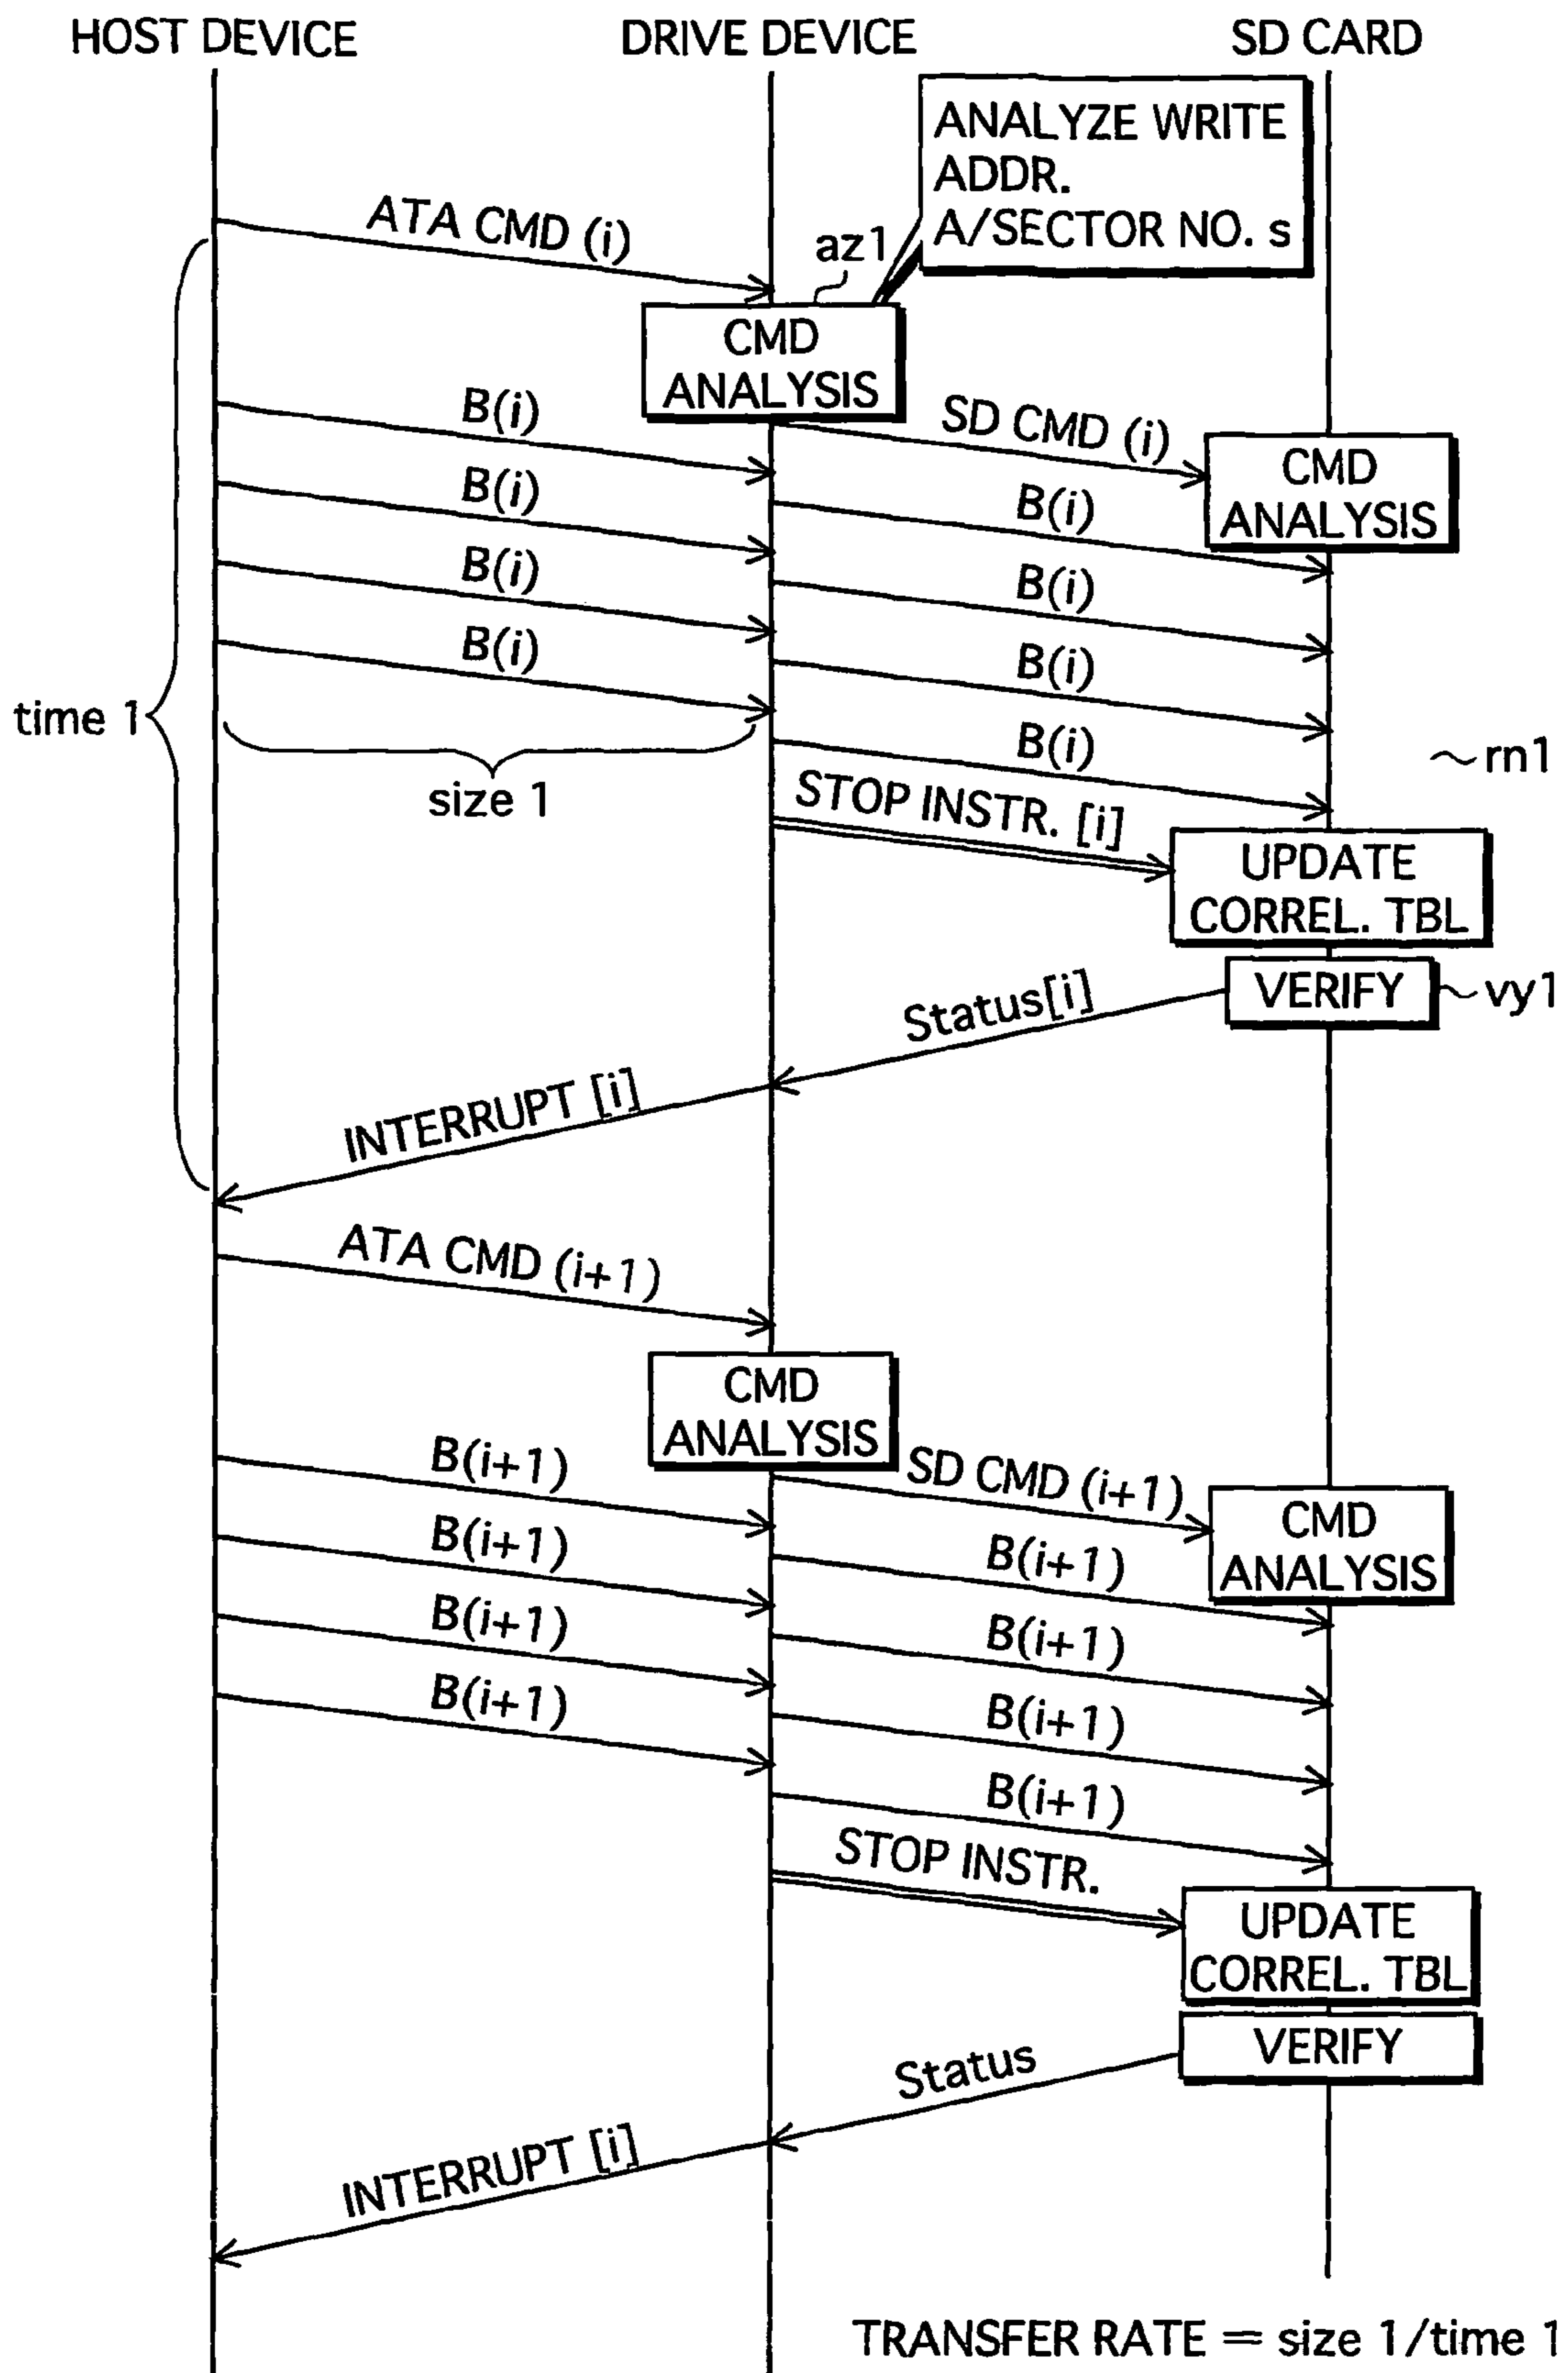 HOST DEVICE
DRIVE DEVICE
SD CARD
ANALYZE WRITE
ADDR.
A/SECTOR NO. s
ATA CMD (i)
az1
CMD
ANALYSIS
B(i)
SD CMD (i)
CMD
ANALYSIS
B(i)
B(i)
B(i)
B(i)
B(i)
B(i)
time 1
B(i)
rn1
size 1
STOP INSTR. [i]
UPDATE
CORREL. TBL
VERIFY
vy1
Status[i]
INTERRUPT [i]
ATA CMD (i+1)
CMD
ANALYSIS
B(i+1)
SD CMD (i+1)
CMD
ANALYSIS
B(i+1)
B(i+1)
B(i+1)
B(i+1)
B(i+1)
B(i+1)
B(i+1)
STOP INSTR.
UPDATE
CORREL. TBL
VERIFY
Status
INTERRUPT [i]
TRANSFER RATE = size 1/time 1